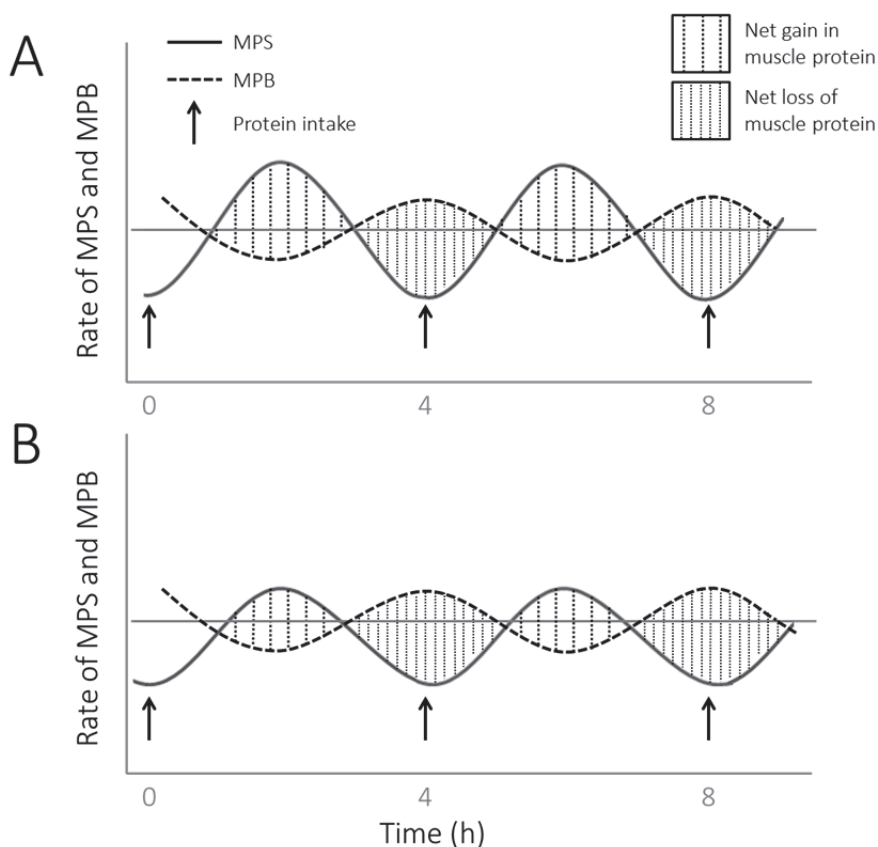 A
MPS
MPB
Protein intake
Net gain in
muscle protein
Net loss of
muscle protein
Rate of MPS and MPB
0
4
8
B
Rate of MPS and MPB
0
4
8
Time (h)